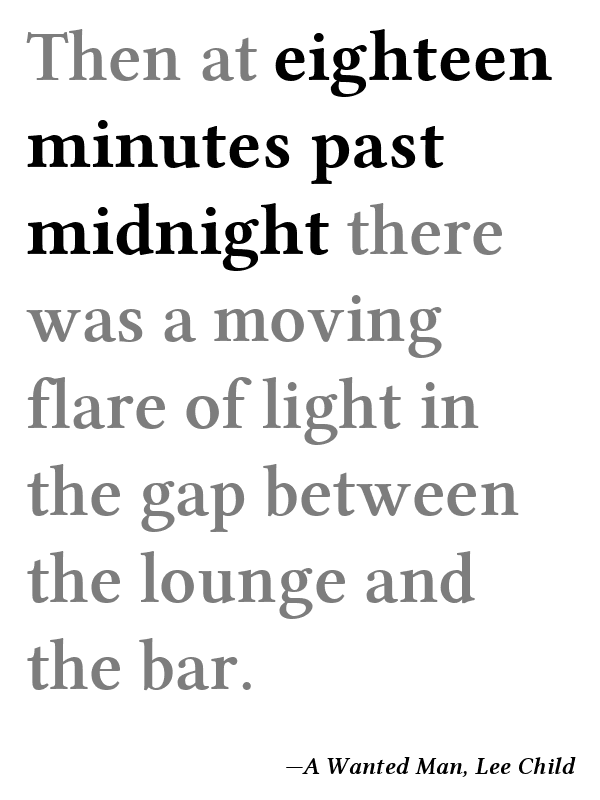 Then at eighteen
minutes past
midnight there
was a moving
flare of light in
the gap between
the lounge and
the bar.
—A Wanted Man, Lee Child